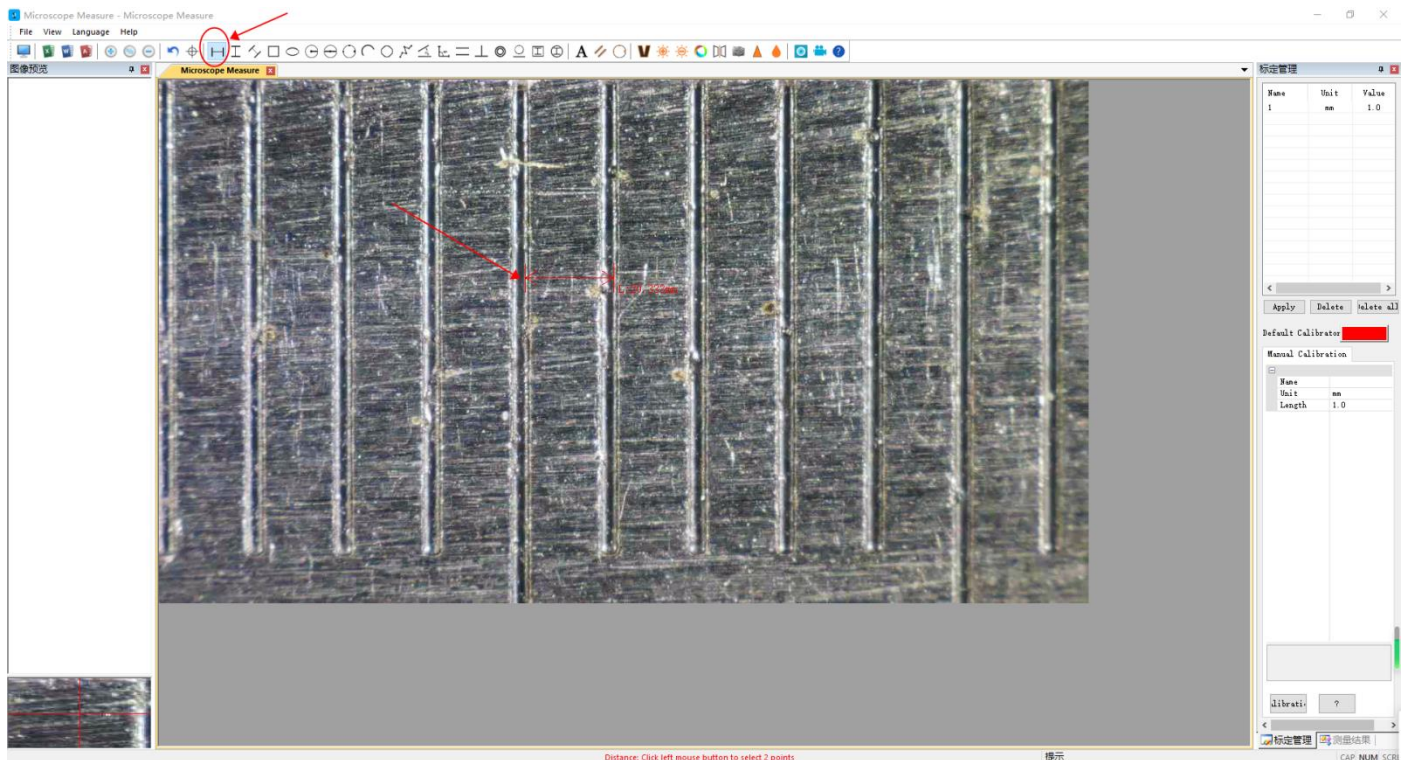 Microscope Measure - Microscope Measure
File View Language Help
图像预览
Microscope Measure
标定管理
Name Unit Value
1 mm 1.0
Apply Delete
Default Calibrator
Manual Calibration
Name
Unit mm
Length 1.0
?
标定管理 测量结果
Distance: Click left mouse button to select 2 points
提示
CAP NUM